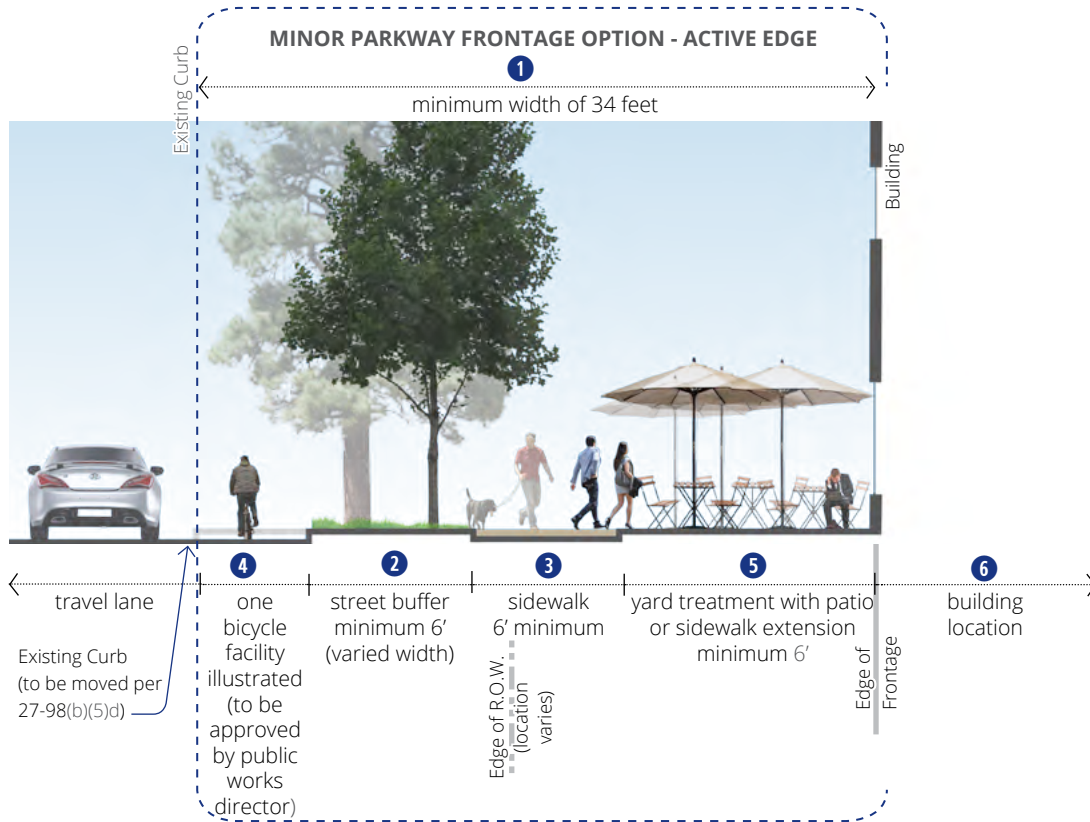 MINOR PARKWAY FRONTAGE OPTION - ACTIVE EDGE
1
minimum width of 34 feet
Existing Curb
Building
4
2
3
5
6
travel lane
one
bicycle
facility
illustrated
(to be
approved
by public
works
director)
street buffer
minimum 6'
(varied width)
sidewalk
6' minimum
yard treatment with patio
or sidewalk extension
minimum 6'
building
location
Existing Curb
(to be moved per
27-98(b)(5)d)
Edge of R.O.W.
(location
varies)
Edge of
Frontage